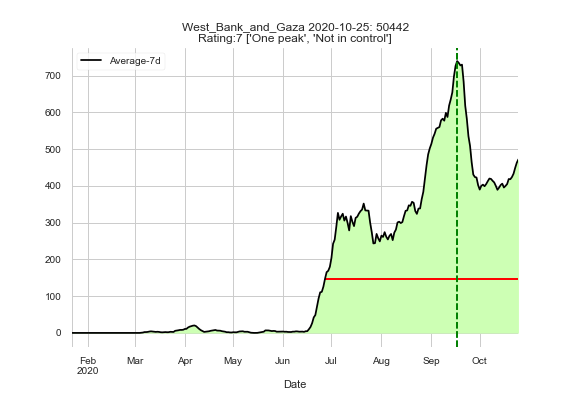 West_Bank_and_Gaza 2020-10-25: 50442
Rating:7 ['One peak', 'Not in control']
Average-7d
700
600
500
400
300
200
100
0
Feb Mar Apr May Jun Jul Aug Sep Oct
2020
Date